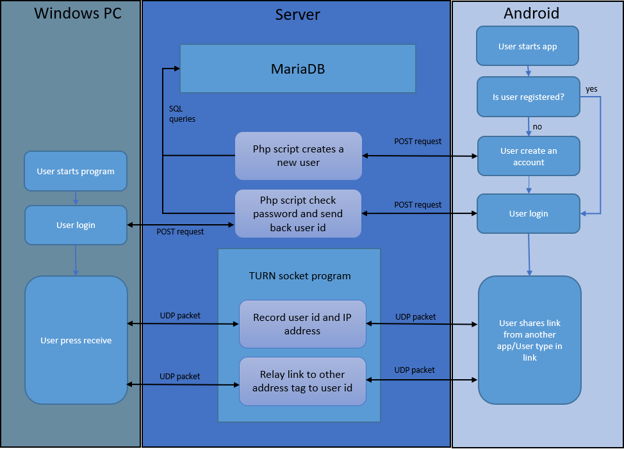 Windows PC
Server
Android
User starts app
MariaDB
Is user registered?
yes
SQL
queries
no
Php script creates a
new user
POST request
User create an
account
User starts program
Php script check
password and send
back user id
POST request
User login
User login
POST request
TURN socket program
UDP packet
Record user id and IP
address
UDP packet
User press receive
User shares link
from another
app/User type in
link
UDP packet
Relay link to other
address tag to user id
UDP packet